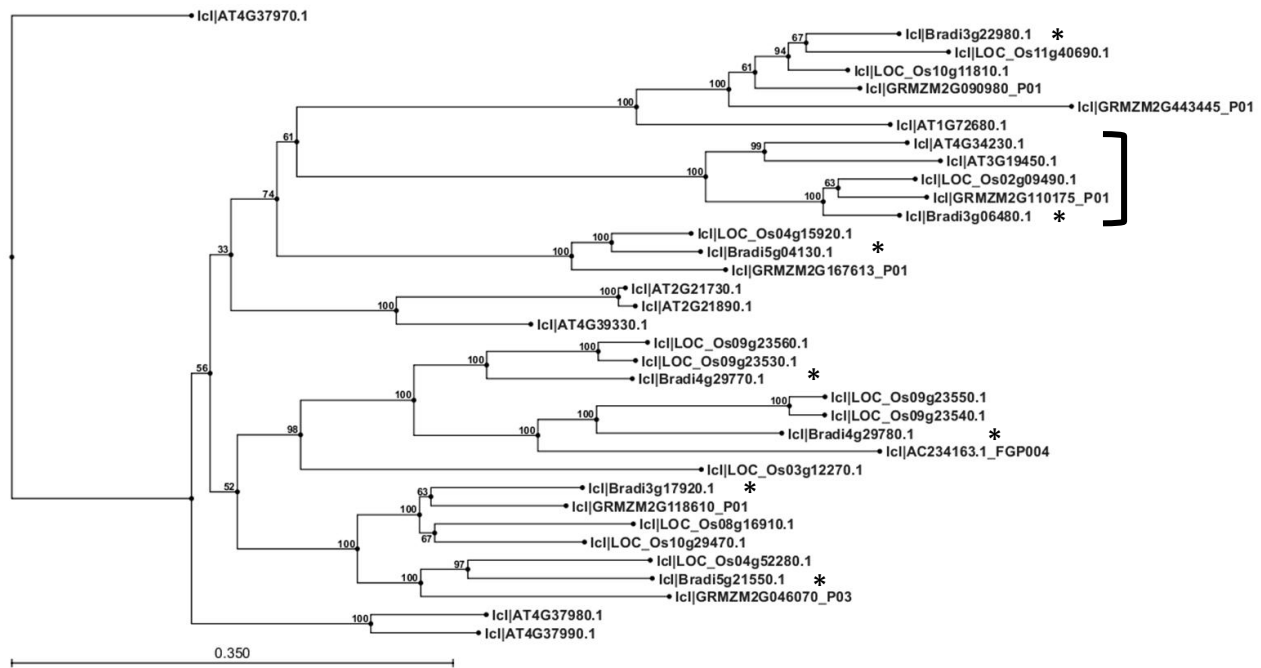 lcl|AT4G37970.1
lcl|Bradi3g22980.1 *
67
lcl|LOC_Os11g40690.1
94
lcl|LOC_Os10g11810.1
61
lcl|GRMZM2G090980_P01
100
lcl|GRMZM2G443445_P01
100
lcl|AT1G72680.1
61
lcl|AT4G34230.1
99
lcl|AT3G19450.1
100
lcl|LOC_Os02g09490.1
63
lcl|GRMZM2G110175_P01
100
lcl|Bradi3g06480.1 *
74
lcl|LOC_Os04g15920.1
100
lcl|Bradi5g04130.1 *
100
lcl|GRMZM2G167613_P01
33
lcl|AT2G21730.1
100
lcl|AT2G21890.1
100
lcl|AT4G39330.1
lcl|LOC_Os09g23560.1
100
lcl|LOC_Os09g23530.1
100
lcl|Bradi4g29770.1 *
56
100
lcl|LOC_Os09g23550.1
100
lcl|LOC_Os09g23540.1
100
lcl|Bradi4g29780.1 *
98
100
lcl|AC234163.1_FGP004
lcl|LOC_Os03g12270.1
52
lcl|Bradi3g17920.1 *
63
lcl|GRMZM2G118610_P01
100
lcl|LOC_Os08g16910.1
67
lcl|LOC_Os10g29470.1
100
lcl|LOC_Os04g52280.1
97
lcl|Bradi5g21550.1 *
100
lcl|GRMZM2G046070_P03
lcl|AT4G37980.1
100
lcl|AT4G37990.1
0.350